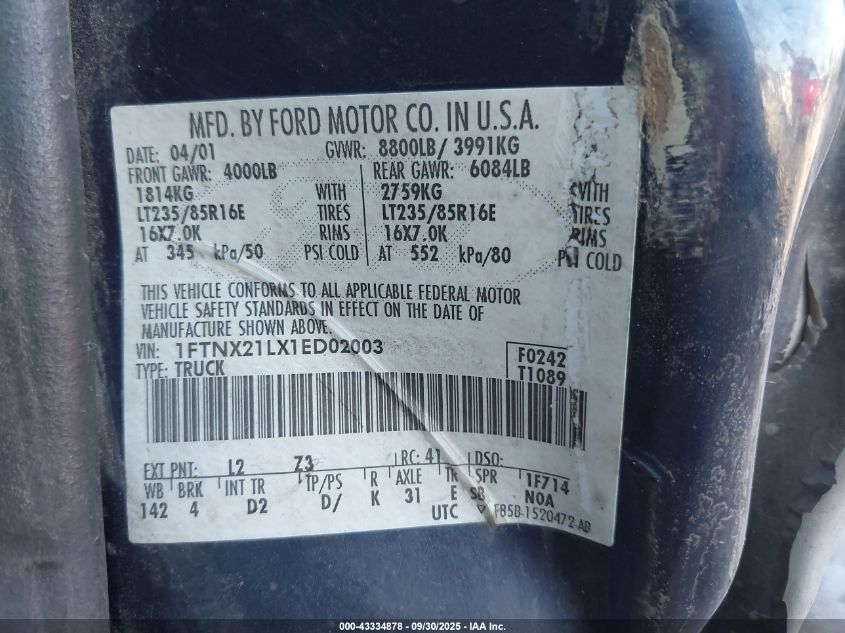 MFD. BY FORD MOTOR CO. IN U.S.A.
DATE: 04/01 GVWR: 8800LB/ 3991KG
FRONT GAWR: 4000LB REAR GAWR: 6084LB
1814KG WITH 2759KG WITH
LT235/85R16E TIRES LT235/85R16E TIRES
16X7.0K RIMS 16X7.0K RIMS
AT 345 kPa/50 PSI COLD AT 552 kPa/80 PSI COLD
THIS VEHICLE CONFORMS TO ALL APPLICABLE FEDERAL MOTOR
VEHICLE SAFETY STANDARDS IN EFFECT ON THE DATE OF
MANUFACTURE SHOWN ABOVE.
VIN: 1FTNX21LX1ED02003 F0242
TYPE: TRUCK T1089
EXT PNT: L2 Z3 RC: 41 DSO:
WB BRK INT TR TP/PS R AXLE TR SPR 1F714
142 4 D2 D/ K 31 E SB N0A
UTC ▽ F85B-1520472-AB
000-43334878 - 09/30/2025 - IAA Inc.